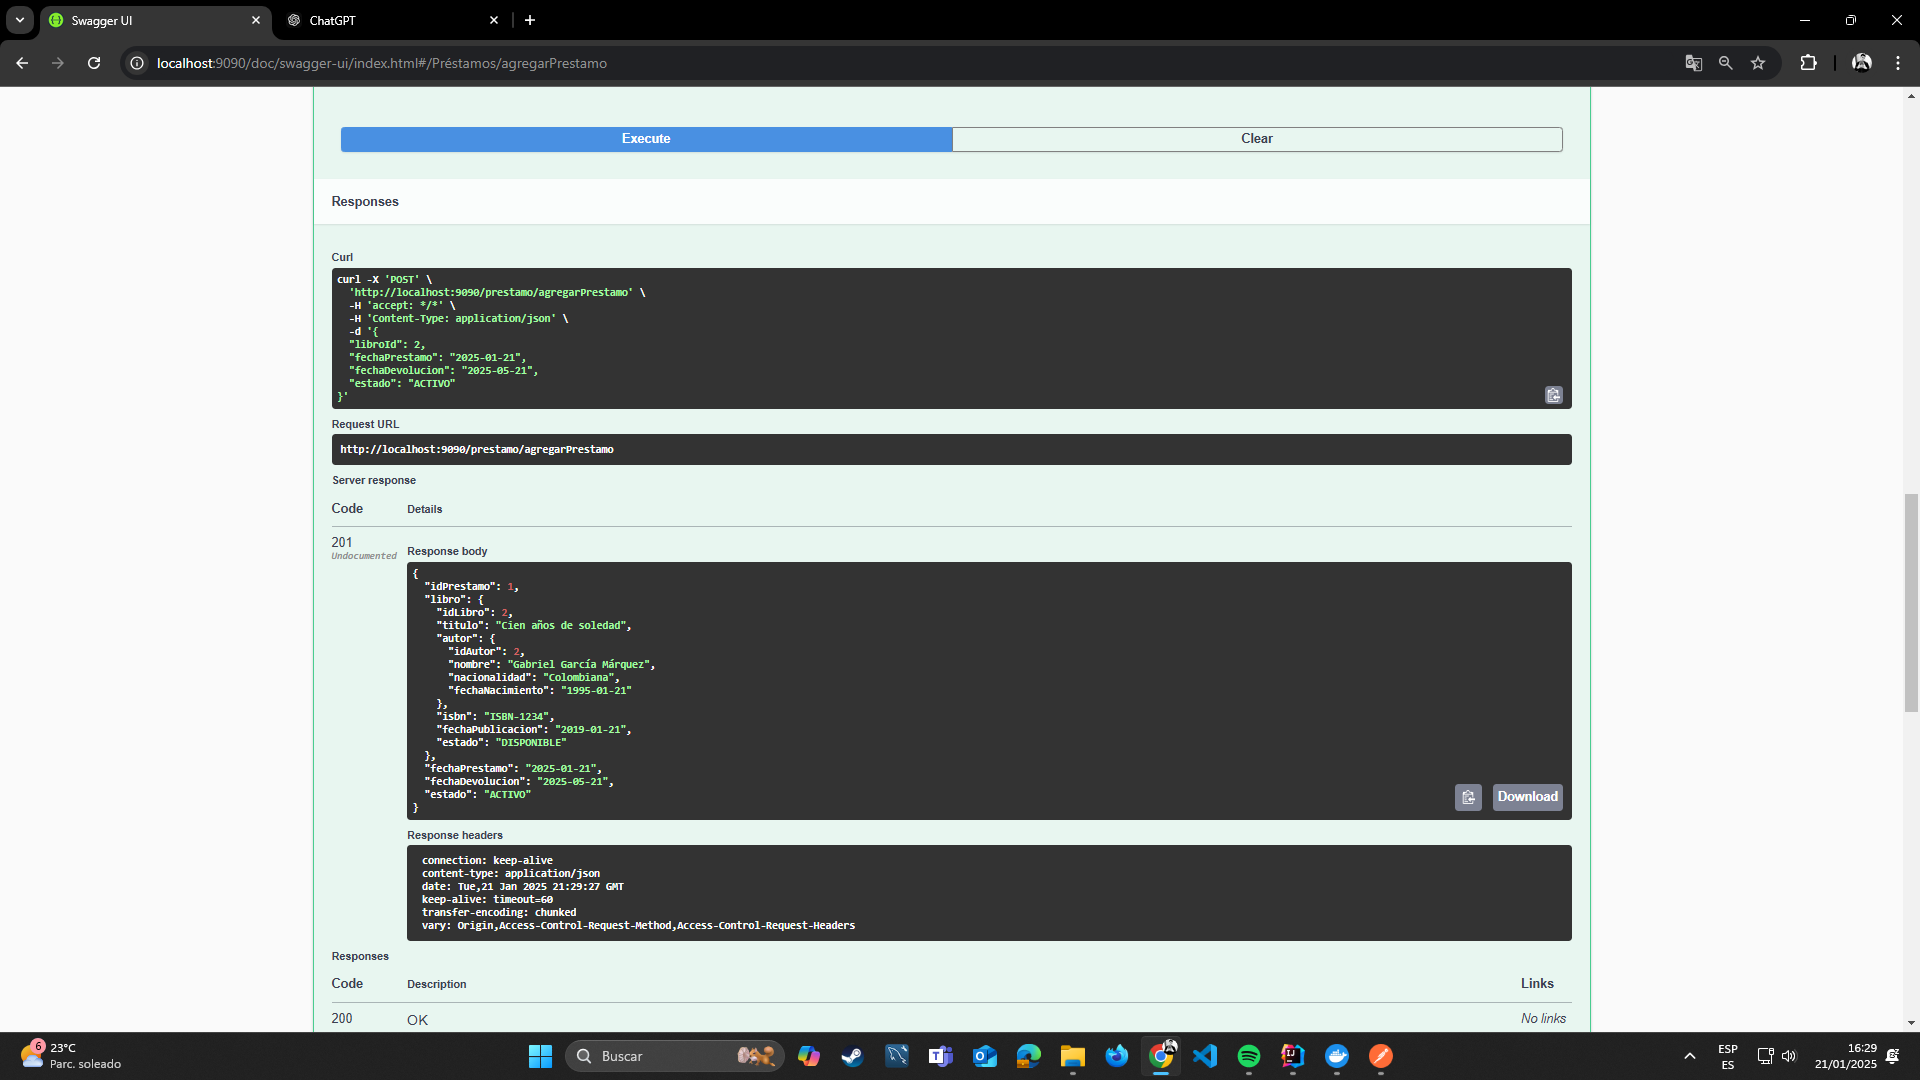 Swagger UI
ChatGPT
localhost:9090/doc/swagger-ui/index.html#/Préstamos/agregarPrestamo
Execute
Clear
Responses
Curl
curl -X 'POST' \
'http://localhost:9090/prestamo/agregarPrestamo' \
-H 'accept: */*' \
-H 'Content-Type: application/json' \
-d '{
"libroId": 2,
"fechaPrestamo": "2025-01-21",
"fechaDevolucion": "2025-05-21",
"estado": "ACTIVO"
}'
Request URL
http://localhost:9090/prestamo/agregarPrestamo
Server response
Code Details
201
Undocumented
Response body
{
"idPrestamo": 1,
"libro": {
"idLibro": 2,
"titulo": "Cien años de soledad",
"autor": {
"idAutor": 2,
"nombre": "Gabriel García Márquez",
"nacionalidad": "Colombiana",
"fechaNacimiento": "1995-01-21"
},
"isbn": "ISBN-1234",
"fechaPublicacion": "2019-01-21",
"estado": "DISPONIBLE"
},
"fechaPrestamo": "2025-01-21",
"fechaDevolucion": "2025-05-21",
"estado": "ACTIVO"
}
Download
Response headers
connection: keep-alive
content-type: application/json
date: Tue,21 Jan 2025 21:29:27 GMT
keep-alive: timeout=60
transfer-encoding: chunked
vary: Origin,Access-Control-Request-Method,Access-Control-Request-Headers
Responses
Code Description Links
200 OK No links
6
23°C
Parc. soleado
Buscar
ESP
ES
16:29
21/01/2025